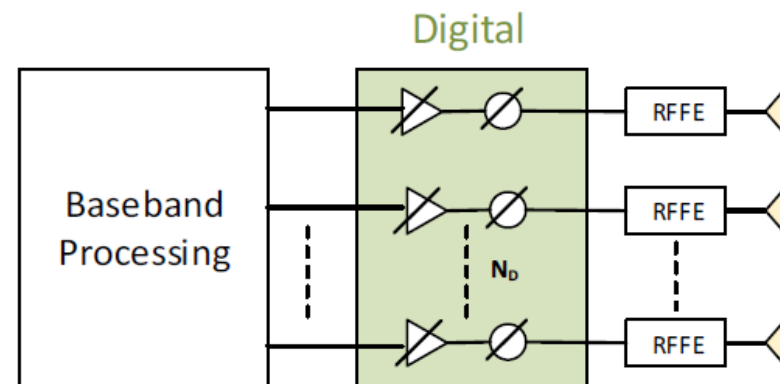 Digital
RFFE
Baseband
Processing
RFFE
N_D
RFFE